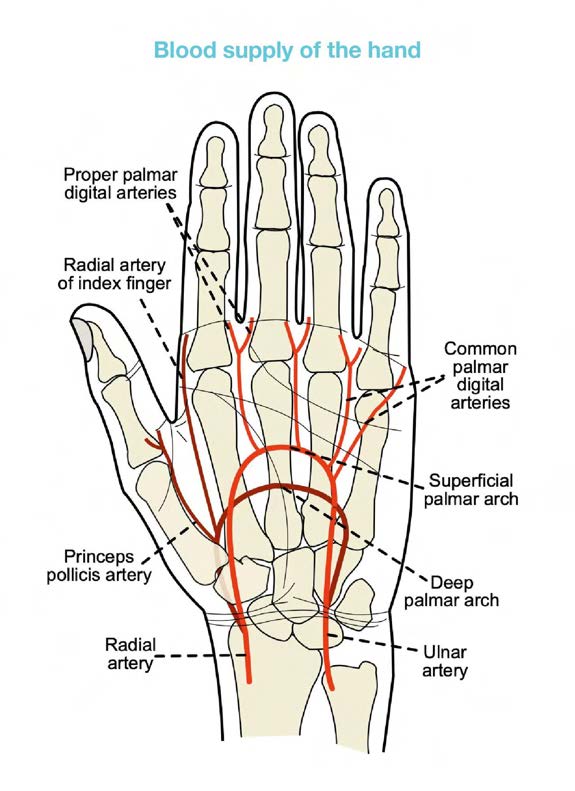 Blood supply of the hand
Proper palmar
digital arteries
Radial artery
of index finger
Common
palmar
digital
arteries
Superficial
palmar arch
Princeps
pollicis artery
Deep
palmar arch
Radial
artery
Ulnar
artery